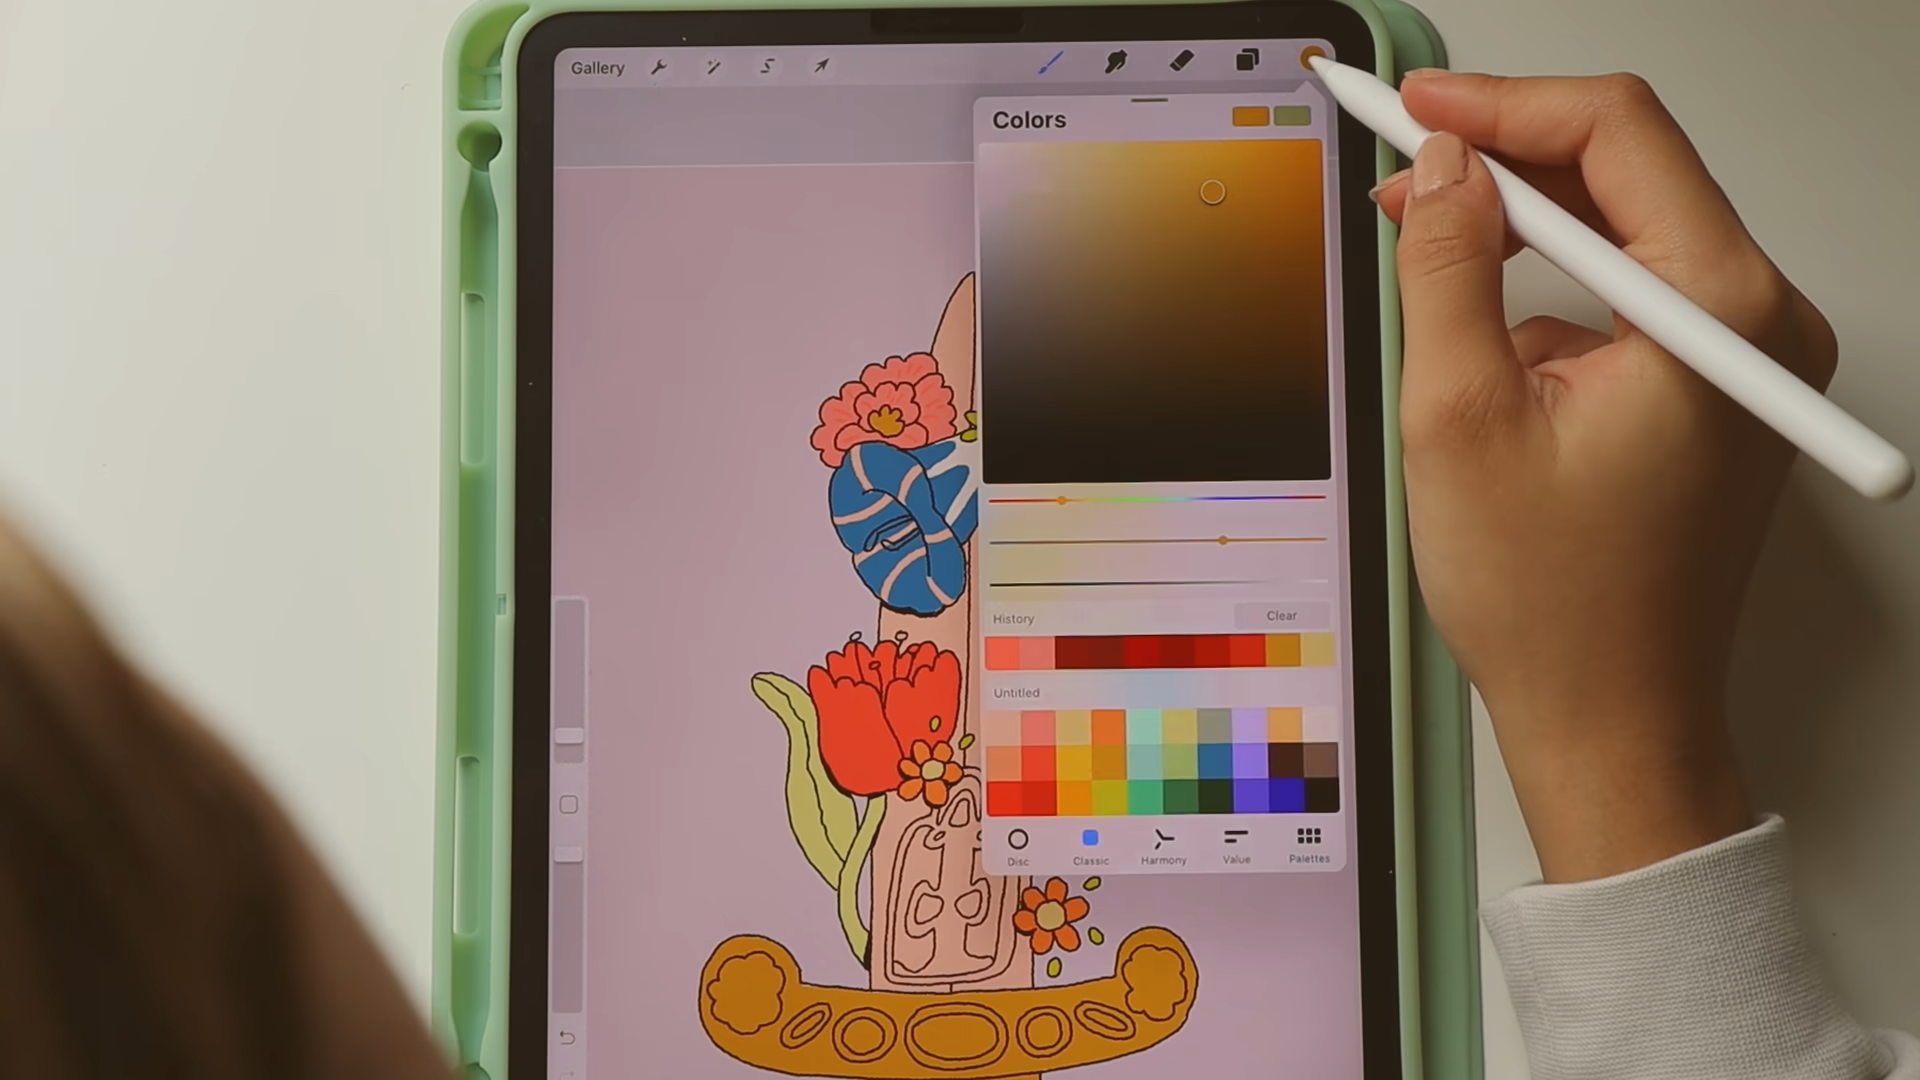 Gallery
Colors
History
Clear
Untitled
Disc
Classic
Harmony
Value
Palettes